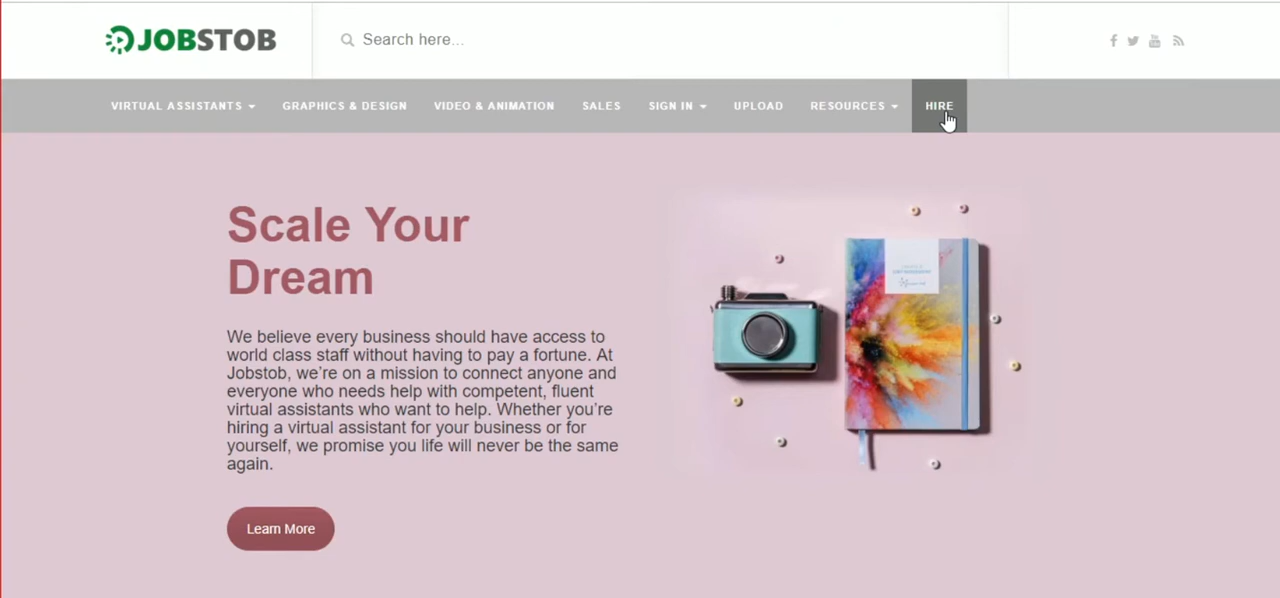 JOBSTOB
Search here...
VIRTUAL ASSISTANTS GRAPHICS & DESIGN VIDEO & ANIMATION SALES SIGN IN UPLOAD RESOURCES HIRE
Scale Your
Dream
We believe every business should have access to
world class staff without having to pay a fortune. At
Jobstob, we're on a mission to connect anyone and
everyone who needs help with competent, fluent
virtual assistants who want to help. Whether you're
hiring a virtual assistant for your business or for
yourself, we promise you life will never be the same
again.
Learn More